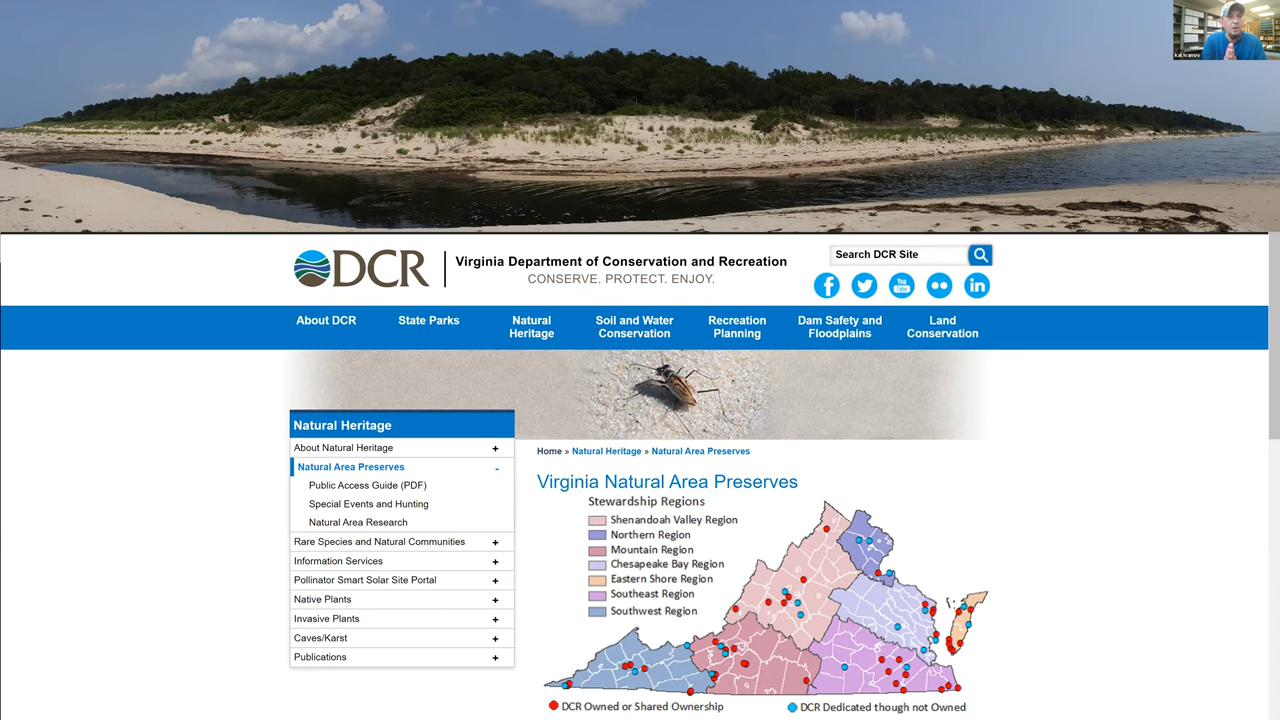 kal ivanov
DCR
Virginia Department of Conservation and Recreation
CONSERVE. PROTECT. ENJOY.
Search DCR Site
You
Tube
About DCR
State Parks
Natural
Heritage
Soil and Water
Conservation
Recreation
Planning
Dam Safety and
Floodplains
Land
Conservation
Natural Heritage
About Natural Heritage +
Natural Area Preserves -
Public Access Guide (PDF)
Special Events and Hunting
Natural Area Research
Rare Species and Natural Communities +
Information Services +
Pollinator Smart Solar Site Portal +
Native Plants +
Invasive Plants +
Caves/Karst +
Publications +
Home » Natural Heritage » Natural Area Preserves
Virginia Natural Area Preserves
Stewardship Regions
Shenandoah Valley Region
Northern Region
Mountain Region
Chesapeake Bay Region
Eastern Shore Region
Southeast Region
Southwest Region
DCR Owned or Shared Ownership
DCR Dedicated though not Owned